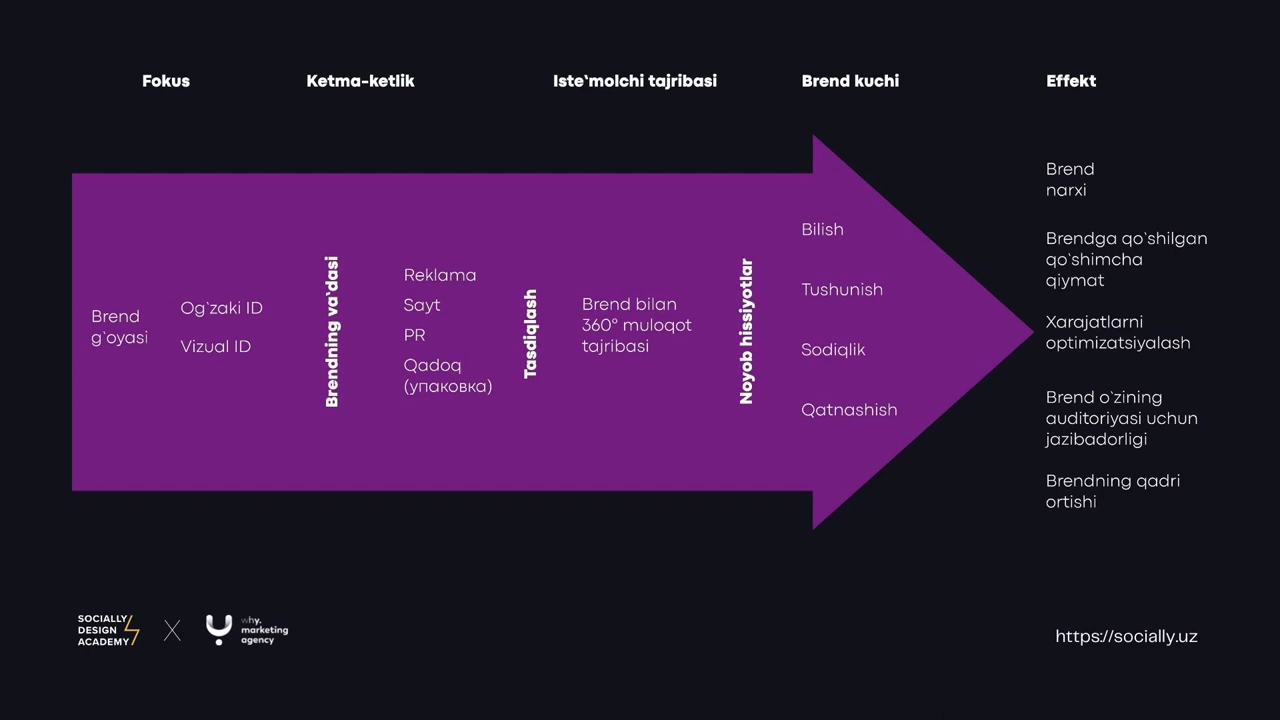 Fokus
Ketma-ketlik
Iste`molchi tajribasi
Brend kuchi
Effekt
Brend
g`oyasi
Og`zaki ID
Vizual ID
Brendning va`dasi
Reklama
Sayt
PR
Qadoq
(упаковка)
Tasdiqlash
Brend bilan
360° muloqot
tajribasi
Noyob hissiyotlar
Bilish
Tushunish
Sodiqlik
Qatnashish
Brend
narxi
Brendga qo`shilgan
qo`shimcha
qiymat
Xarajatlarni
optimizatsiyalash
Brend o`zining
auditoriyasi uchun
jazibadorligi
Brendning qadri
ortishi
SOCIALLY
DESIGN
ACADEMY
X
why.
marketing
agency
https://socially.uz